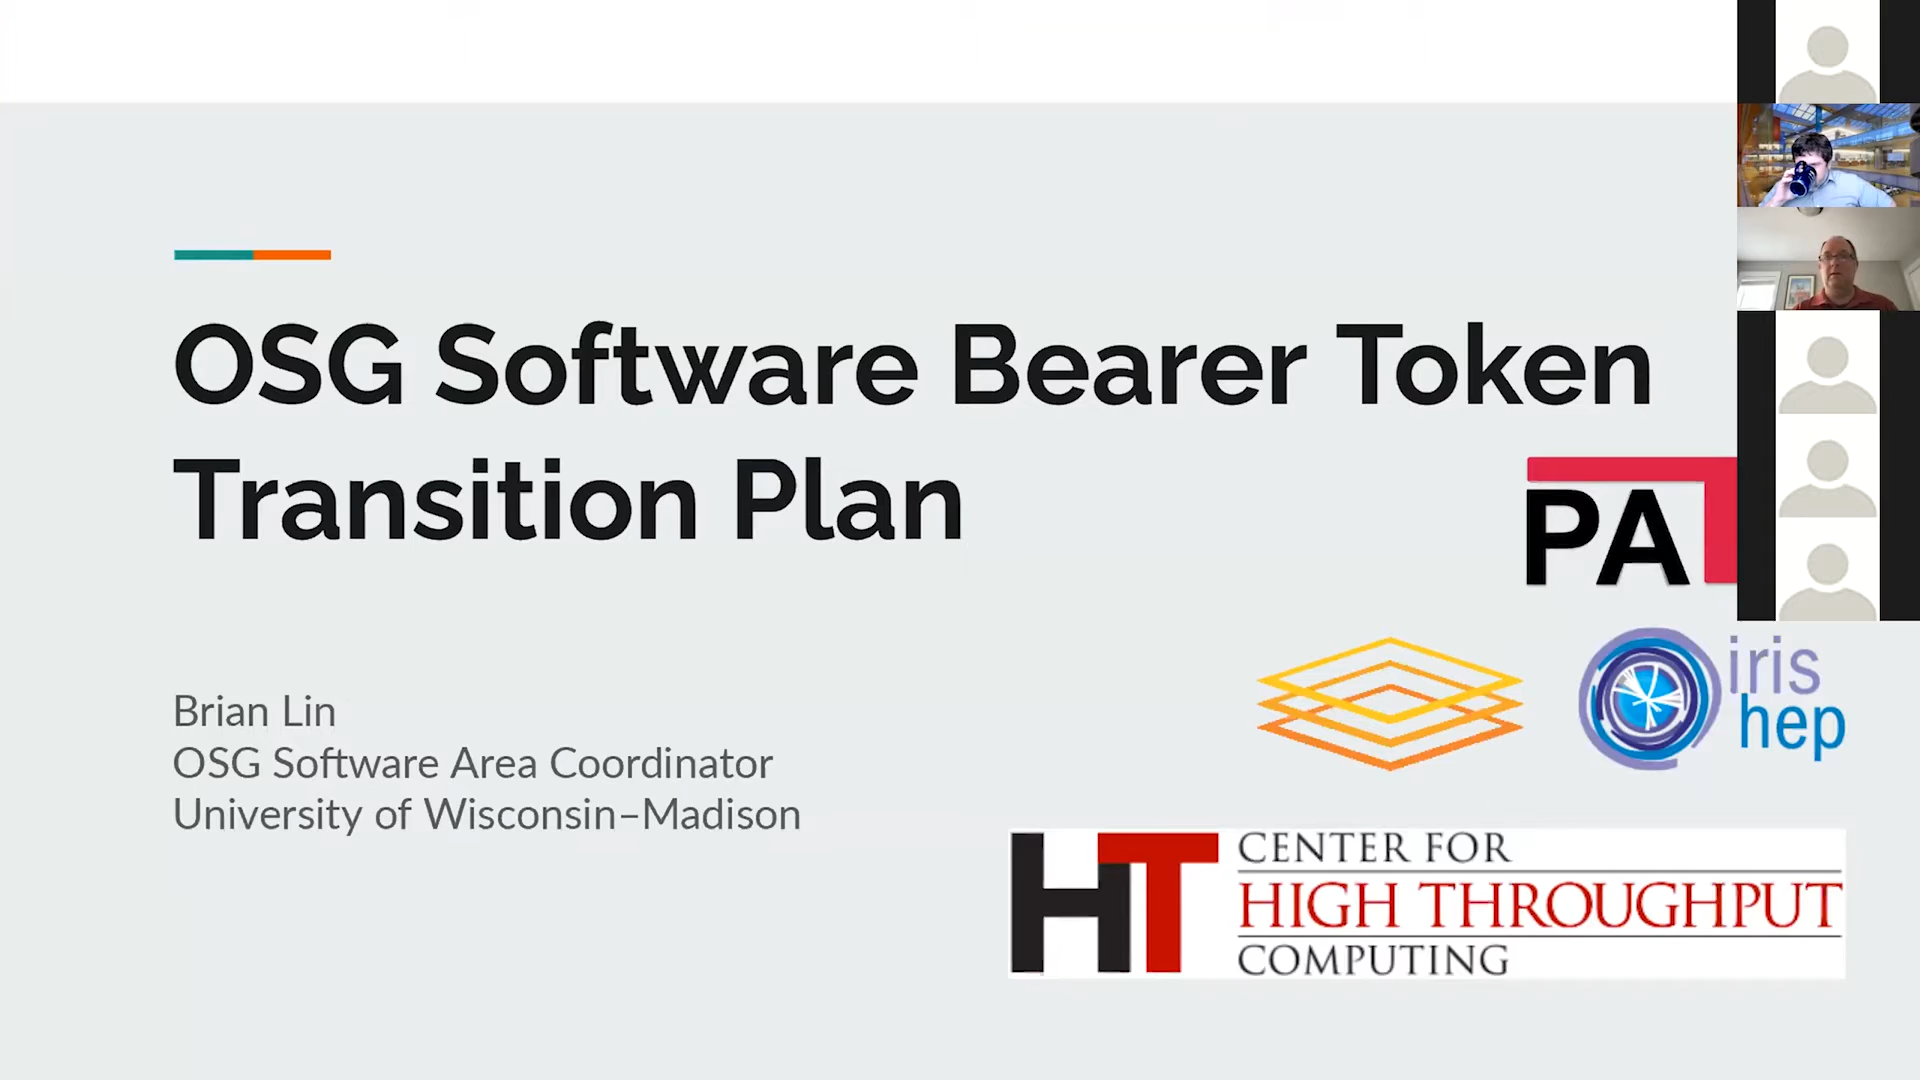 OSG Software Bearer Token
Transition Plan
PA
Brian Lin
OSG Software Area Coordinator
University of Wisconsin–Madison
iris
hep
HT
CENTER FOR
HIGH THROUGHPUT
COMPUTING